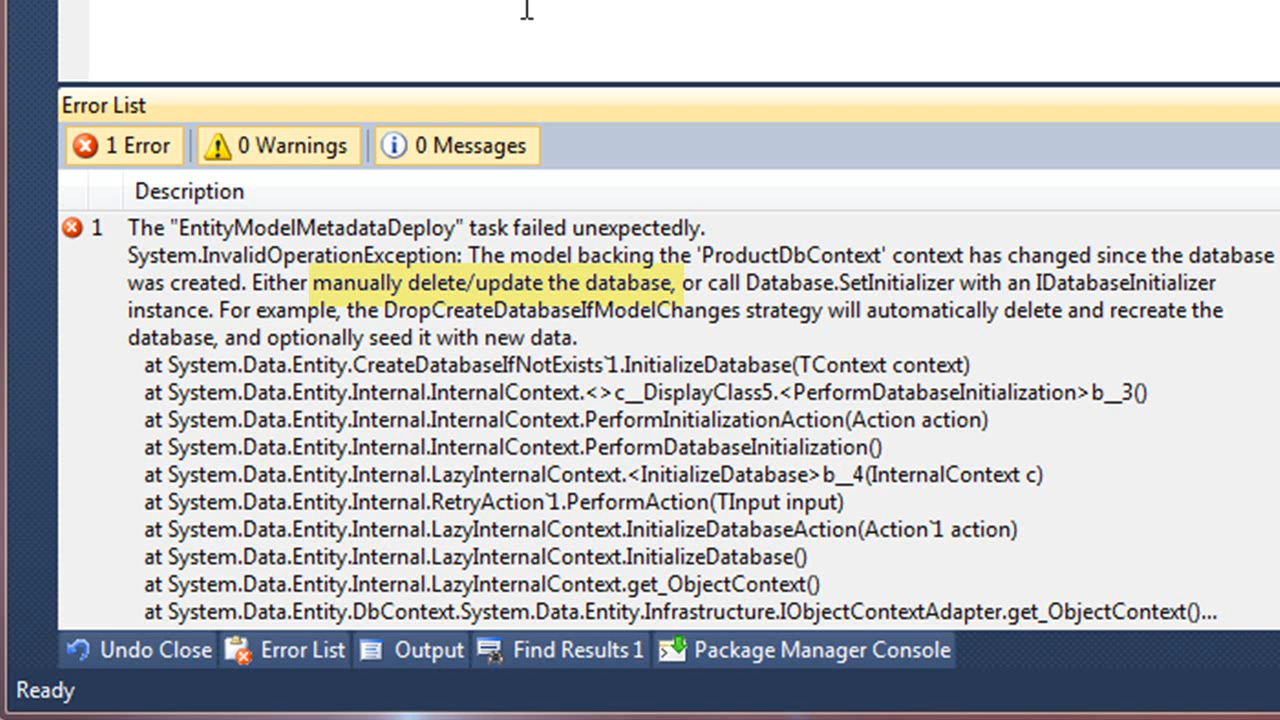 Error List
1 Error
0 Warnings
0 Messages
Description
1 The "EntityModelMetadataDeploy" task failed unexpectedly.
System.InvalidOperationException: The model backing the 'ProductDbContext' context has changed since the database
was created. Either manually delete/update the database, or call Database.SetInitializer with an IDatabaseInitializer
instance. For example, the DropCreateDatabaseIfModelChanges strategy will automatically delete and recreate the
database, and optionally seed it with new data.
at System.Data.Entity.CreateDatabaseIfNotExists`1.InitializeDatabase(TContext context)
at System.Data.Entity.Internal.InternalContext.<>c__DisplayClass5.<PerformDatabaseInitialization>b__3()
at System.Data.Entity.Internal.InternalContext.PerformInitializationAction(Action action)
at System.Data.Entity.Internal.InternalContext.PerformDatabaseInitialization()
at System.Data.Entity.Internal.LazyInternalContext.<InitializeDatabase>b__4(InternalContext c)
at System.Data.Entity.Internal.RetryAction`1.PerformAction(TInput input)
at System.Data.Entity.Internal.LazyInternalContext.InitializeDatabaseAction(Action`1 action)
at System.Data.Entity.Internal.LazyInternalContext.InitializeDatabase()
at System.Data.Entity.Internal.LazyInternalContext.get_ObjectContext()
at System.Data.Entity.DbContext.System.Data.Entity.Infrastructure.IObjectContextAdapter.get_ObjectContext()...
Undo Close
Error List
Output
Find Results 1
Package Manager Console
Ready